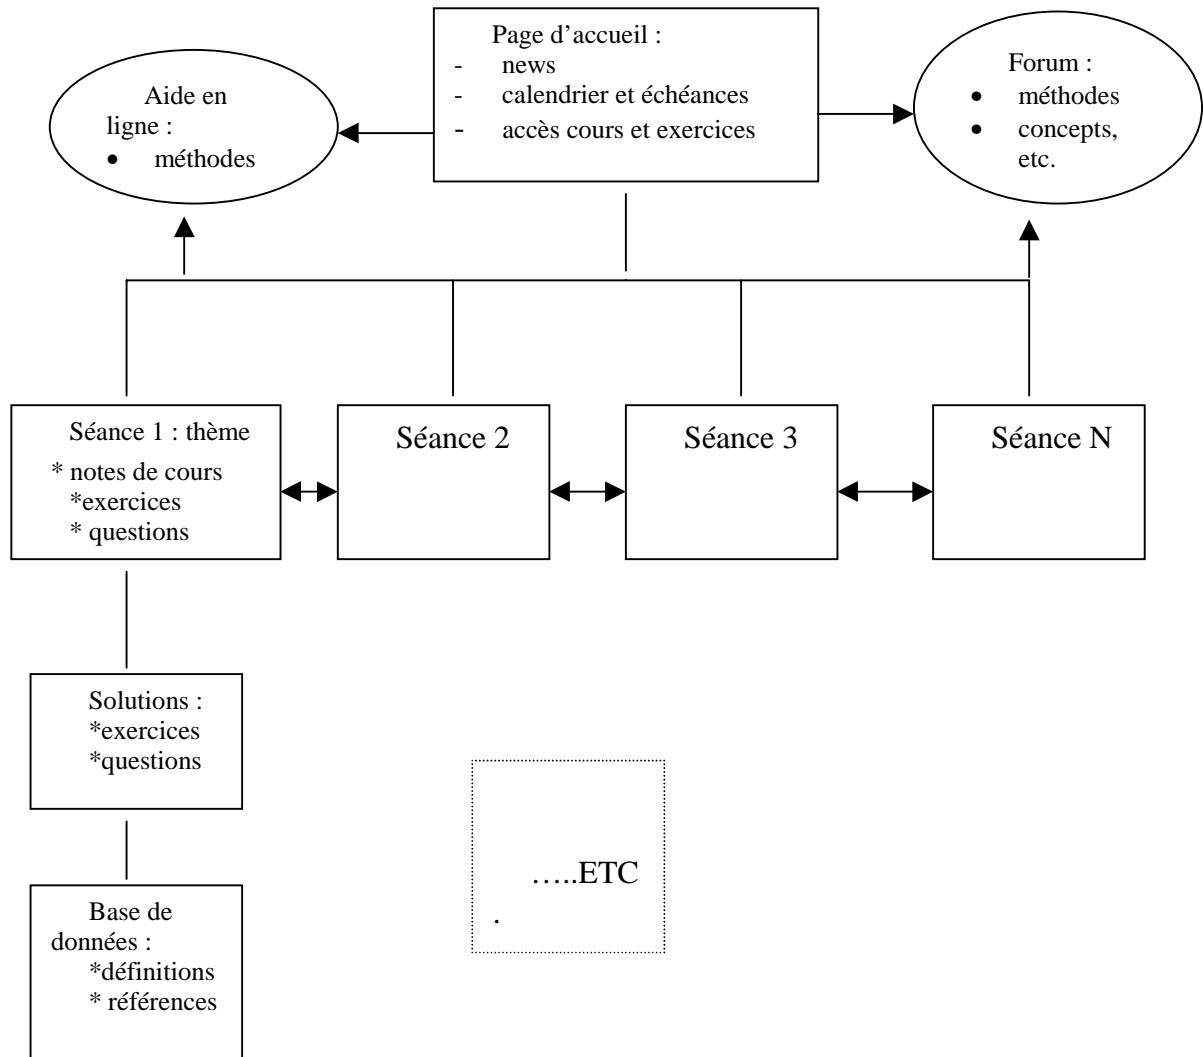 Page d’accueil :
- news
- calendrier et échéances
- accès cours et exercices
Aide en
ligne :
• méthodes
Forum :
• méthodes
• concepts,
etc.
Séance 1 : thème
* notes de cours
*exercices
* questions
Séance 2
Séance 3
Séance N
Solutions :
*exercices
*questions
…..ETC
.
Base de
données :
*définitions
* références